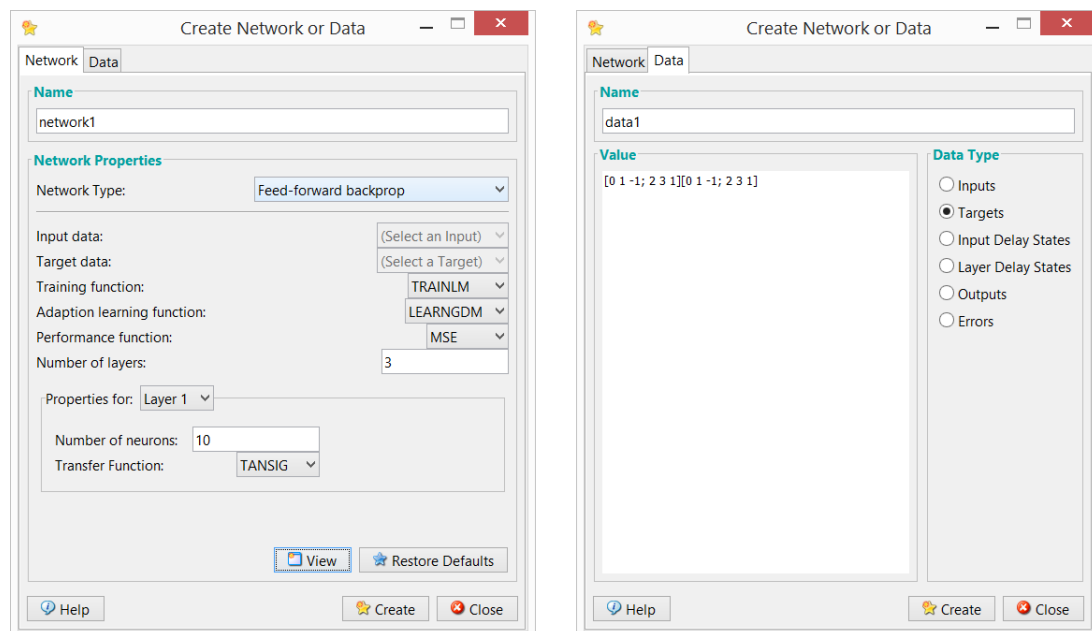 Create Network or Data
Network Data
Name
network1
Network Properties
Network Type: Feed-forward backprop
Input data: (Select an Input)
Target data: (Select a Target)
Training function: TRAINLM
Adaption learning function: LEARNGDM
Performance function: MSE
Number of layers: 3
Properties for: Layer 1
Number of neurons: 10
Transfer Function: TANSIG
View Restore Defaults
Help Create Close
Create Network or Data
Network Data
Name
data1
Value
[0 1 -1; 2 3 1][0 1 -1; 2 3 1]
Data Type
Inputs
Targets
Input Delay States
Layer Delay States
Outputs
Errors
Help Create Close